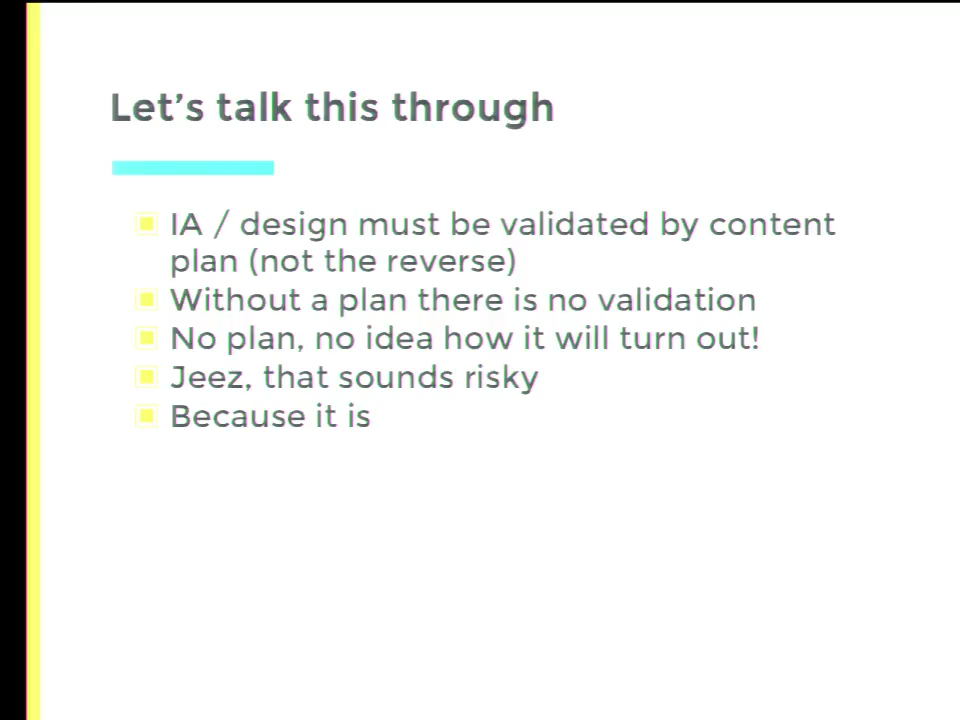 Let's talk this through
IA / design must be validated by content
plan (not the reverse)
Without a plan there is no validation
No plan, no idea how it will turn out!
Jeez, that sounds risky
Because it is